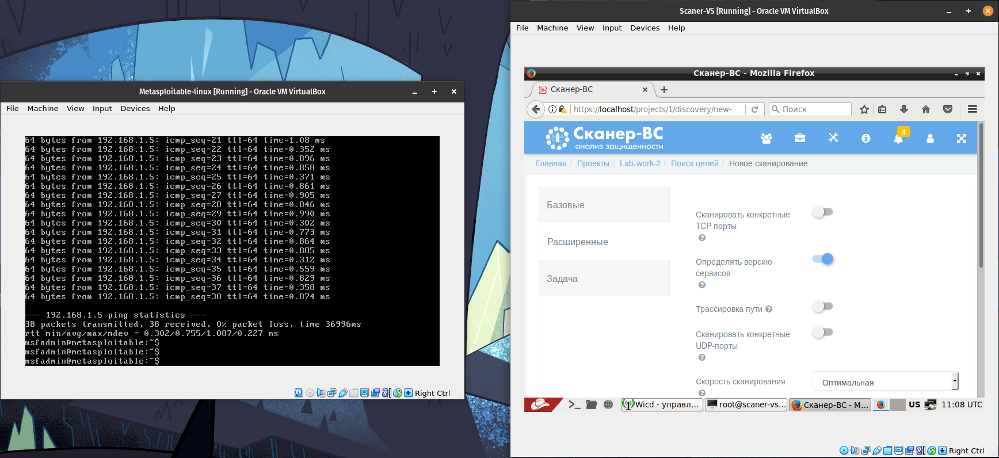 Metasploitable-linux [Running] - Oracle VM VirtualBox
File Machine View Input Devices Help
64 bytes from 192.168.1.5: icmp_seq=21 ttl=64 time=1.08 ms
64 bytes from 192.168.1.5: icmp_seq=22 ttl=64 time=0.352 ms
64 bytes from 192.168.1.5: icmp_seq=23 ttl=64 time=0.896 ms
64 bytes from 192.168.1.5: icmp_seq=24 ttl=64 time=0.858 ms
64 bytes from 192.168.1.5: icmp_seq=25 ttl=64 time=0.371 ms
64 bytes from 192.168.1.5: icmp_seq=26 ttl=64 time=0.861 ms
64 bytes from 192.168.1.5: icmp_seq=27 ttl=64 time=0.905 ms
64 bytes from 192.168.1.5: icmp_seq=28 ttl=64 time=0.846 ms
64 bytes from 192.168.1.5: icmp_seq=29 ttl=64 time=0.990 ms
64 bytes from 192.168.1.5: icmp_seq=30 ttl=64 time=0.302 ms
64 bytes from 192.168.1.5: icmp_seq=31 ttl=64 time=0.773 ms
64 bytes from 192.168.1.5: icmp_seq=32 ttl=64 time=0.864 ms
64 bytes from 192.168.1.5: icmp_seq=33 ttl=64 time=0.885 ms
64 bytes from 192.168.1.5: icmp_seq=34 ttl=64 time=0.312 ms
64 bytes from 192.168.1.5: icmp_seq=35 ttl=64 time=0.559 ms
64 bytes from 192.168.1.5: icmp_seq=36 ttl=64 time=0.829 ms
64 bytes from 192.168.1.5: icmp_seq=37 ttl=64 time=0.358 ms
64 bytes from 192.168.1.5: icmp_seq=38 ttl=64 time=0.874 ms
--- 192.168.1.5 ping statistics ---
38 packets transmitted, 38 received, 0% packet loss, time 36996ms
rtt min/avg/max/mdev = 0.302/0.755/1.087/0.227 ms
msfadmin@metasploitable:~$
msfadmin@metasploitable:~$
msfadmin@metasploitable:~$
Right Ctrl
Scaner-VS [Running] - Oracle VM VirtualBox
File Machine View Input Devices Help
Сканер-ВС - Mozilla Firefox
Сканер-ВС
https://localhost/projects/1/discovery/new-
Поиск
Сканер-ВС
анализ защищенности
4
Главная / Проекты / Lab-work-2 / Поиск целей / Новое сканирование
Базовые
Расширенные
Задача
Сканировать конкретные
TCP-порты
Определять версию
сервисов
Трассировка пути
Сканировать конкретные
UDP-порты
Скорость сканирования
Оптимальная
Wicd - управл...
root@scaner-vs...
Сканер-ВС - M...
US
11:08 UTC
Right Ctrl